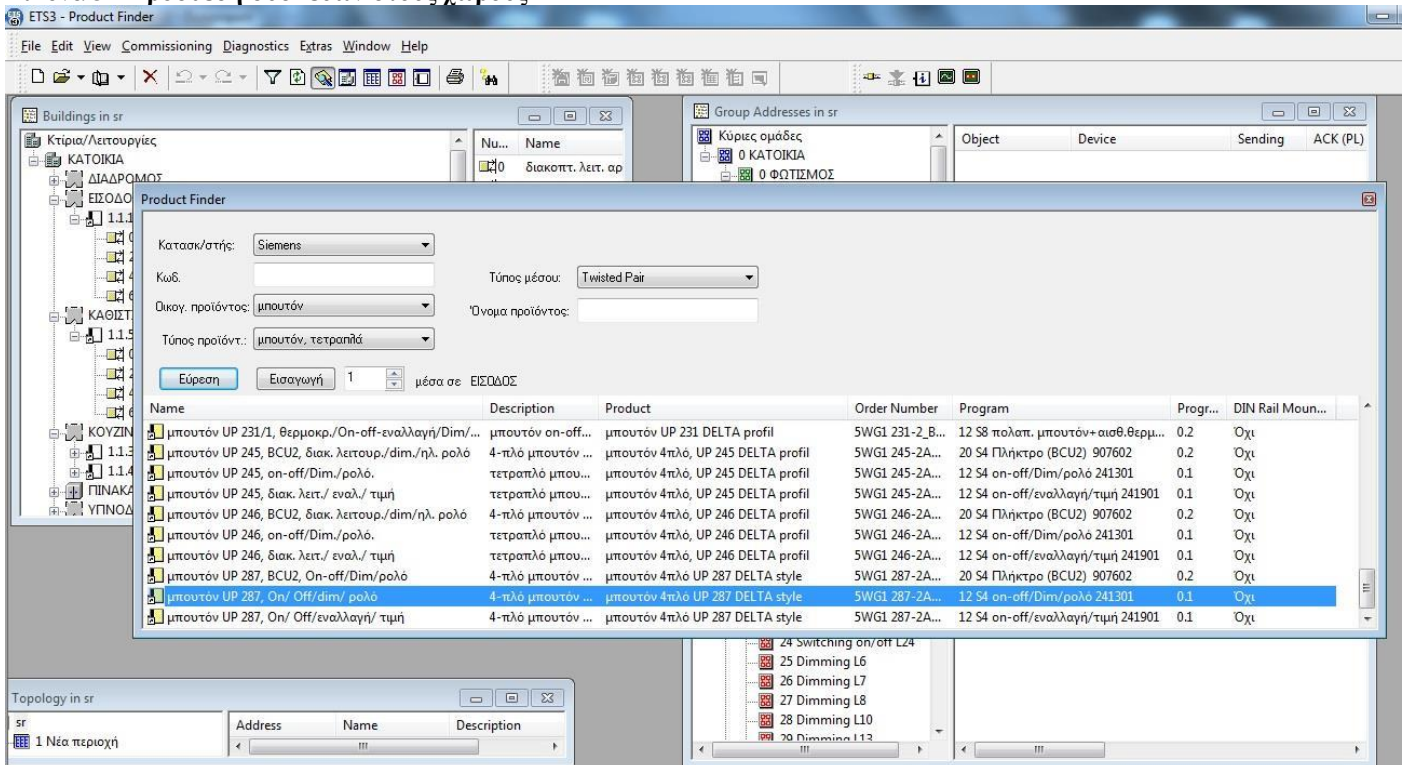 ETS3 - Product Finder
File Edit View Commissioning Diagnostics Extras Window Help
Buildings in sr
Κτίρια/Λειτουργίες
ΚΑΤΟΙΚΙΑ
ΔΙΑΔΡΟΜΟΣ
ΕΙΣΟΔΟ
1.1.1
ΚΑΘΙΣΤ
1.1.5
ΚΟΥΖΙΝ
1.1.3
1.1.4
ΠΙΝΑΚΑ
ΥΠΝΟΔ
Nu... Name
0 διακοπτ. λειτ. αρ
Group Addresses in sr
Κύριες ομάδες
0 ΚΑΤΟΙΚΙΑ
0 ΦΩΤΙΣΜΟΣ
Object Device Sending ACK (PL)
Product Finder
Κατασκ/στής: Siemens
Κωδ. Τύπος μέσου: Twisted Pair
Οικογ. προϊόντος: μπουτόν Όνομα προϊόντος:
Τύπος προϊόντ.: μπουτόν, τετραπλά
Εύρεση Εισαγωγή 1 μέσα σε ΕΙΣΟΔΟΣ
Name Description Product Order Number Program Progr... DIN Rail Moun...
μπουτόν UP 231/1, θερμοκρ./On-off-εναλλαγή/Dim/... μπουτόν on-off... μπουτόν UP 231 DELTA profil 5WG1 231-2_B... 12 S8 πολαπ. μπουτόν+αισθ.θερμ... 0.2 Όχι
μπουτόν UP 245, BCU2, διακ. λειτουρ./dim./ηλ. ρολό 4-πλό μπουτόν ... μπουτόν 4πλό, UP 245 DELTA profil 5WG1 245-2A... 20 S4 Πλήκτρο (BCU2) 907602 0.2 Όχι
μπουτόν UP 245, on-off/Dim./ρολό. τετραπλό μπου... μπουτόν 4πλό, UP 245 DELTA profil 5WG1 245-2A... 12 S4 on-off/Dim/ρολό 241301 0.1 Όχι
μπουτόν UP 245, διακ. λειτ./ εναλ./ τιμή τετραπλό μπου... μπουτόν 4πλό, UP 245 DELTA profil 5WG1 245-2A... 12 S4 on-off/εναλλαγή/τιμή 241901 0.1 Όχι
μπουτόν UP 246, BCU2, διακ. λειτουρ./dim/ηλ. ρολό 4-πλό μπουτόν ... μπουτόν 4πλό, UP 246 DELTA profil 5WG1 246-2A... 20 S4 Πλήκτρο (BCU2) 907602 0.2 Όχι
μπουτόν UP 246, on-off/Dim./ρολό. τετραπλό μπου... μπουτόν 4πλό, UP 246 DELTA profil 5WG1 246-2A... 12 S4 on-off/Dim/ρολό 241301 0.1 Όχι
μπουτόν UP 246, διακ. λειτ./ εναλ./ τιμή τετραπλό μπου... μπουτόν 4πλό, UP 246 DELTA profil 5WG1 246-2A... 12 S4 on-off/εναλλαγή/τιμή 241901 0.1 Όχι
μπουτόν UP 287, BCU2, On-off/Dim/ρολό 4-πλό μπουτόν ... μπουτόν 4πλό UP 287 DELTA style 5WG1 287-2A... 20 S4 Πλήκτρο (BCU2) 907602 0.2 Όχι
μπουτόν UP 287, On/ Off/dim/ ρολό 4-πλό μπουτόν ... μπουτόν 4πλό UP 287 DELTA style 5WG1 287-2A... 12 S4 on-off/Dim/ρολό 241301 0.1 Όχι
μπουτόν UP 287, On/ Off/εναλλαγή/ τιμή 4-πλό μπουτόν ... μπουτόν 4πλό UP 287 DELTA style 5WG1 287-2A... 12 S4 on-off/εναλλαγή/τιμή 241901 0.1 Όχι
24 Switching on/off L24
25 Dimming L6
26 Dimming L7
27 Dimming L8
28 Dimming L10
29 Dimming L13
Topology in sr
sr
1 Νέα περιοχή
Address Name Description